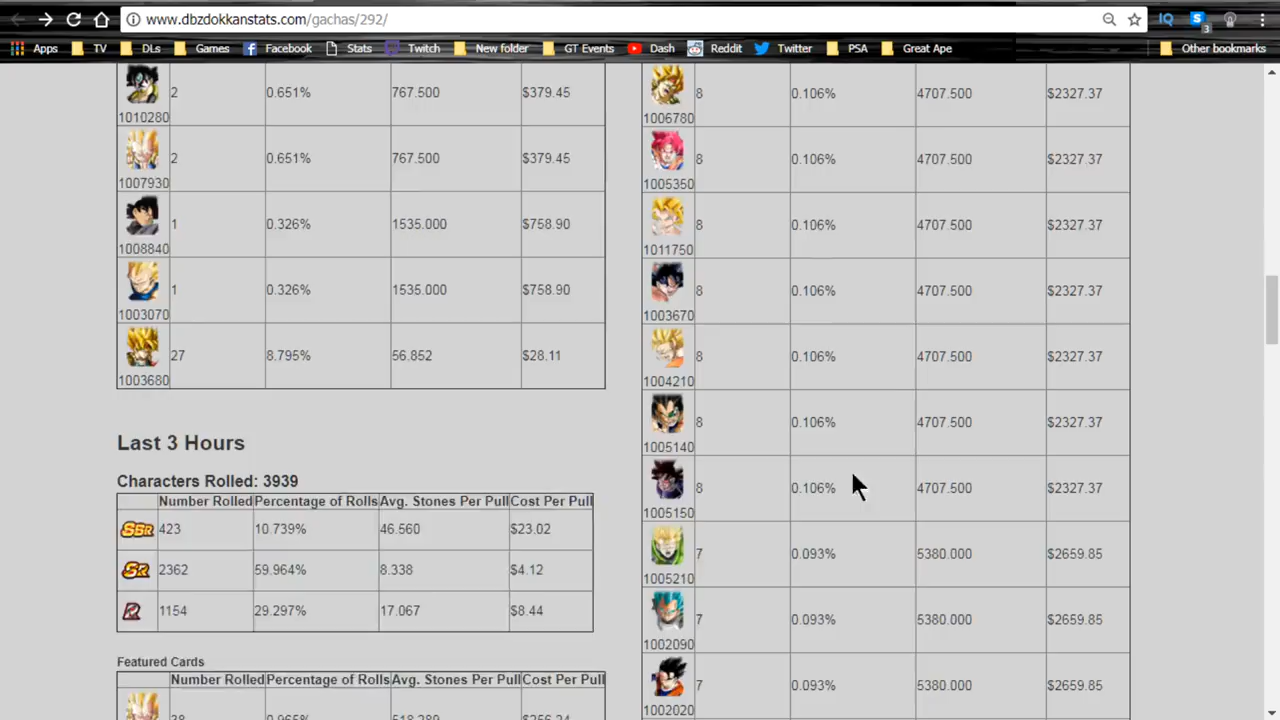 www.dbzdokkanstats.com/gachas/292/
IQ
S
3
Apps TV DLs Games Facebook Stats Twitch New folder GT Events Dash Reddit Twitter PSA Great Ape Other bookmarks
2 0.651% 767.500 $379.45
1010280
2 0.651% 767.500 $379.45
1007930
1 0.326% 1535.000 $758.90
1008840
1 0.326% 1535.000 $758.90
1003070
27 8.795% 56.852 $28.11
1003680
Last 3 Hours
Characters Rolled: 3939
Number Rolled Percentage of Rolls Avg. Stones Per Pull Cost Per Pull
SSR 423 10.739% 46.560 $23.02
SR 2362 59.964% 8.338 $4.12
R 1154 29.297% 17.067 $8.44
Featured Cards
Number Rolled Percentage of Rolls Avg. Stones Per Pull Cost Per Pull
38 0.965% 518.289 $256.24
8 0.106% 4707.500 $2327.37
1006780
8 0.106% 4707.500 $2327.37
1005350
8 0.106% 4707.500 $2327.37
1011750
8 0.106% 4707.500 $2327.37
1003670
8 0.106% 4707.500 $2327.37
1004210
8 0.106% 4707.500 $2327.37
1005140
8 0.106% 4707.500 $2327.37
1005150
7 0.093% 5380.000 $2659.85
1005210
7 0.093% 5380.000 $2659.85
1002090
7 0.093% 5380.000 $2659.85
1002020